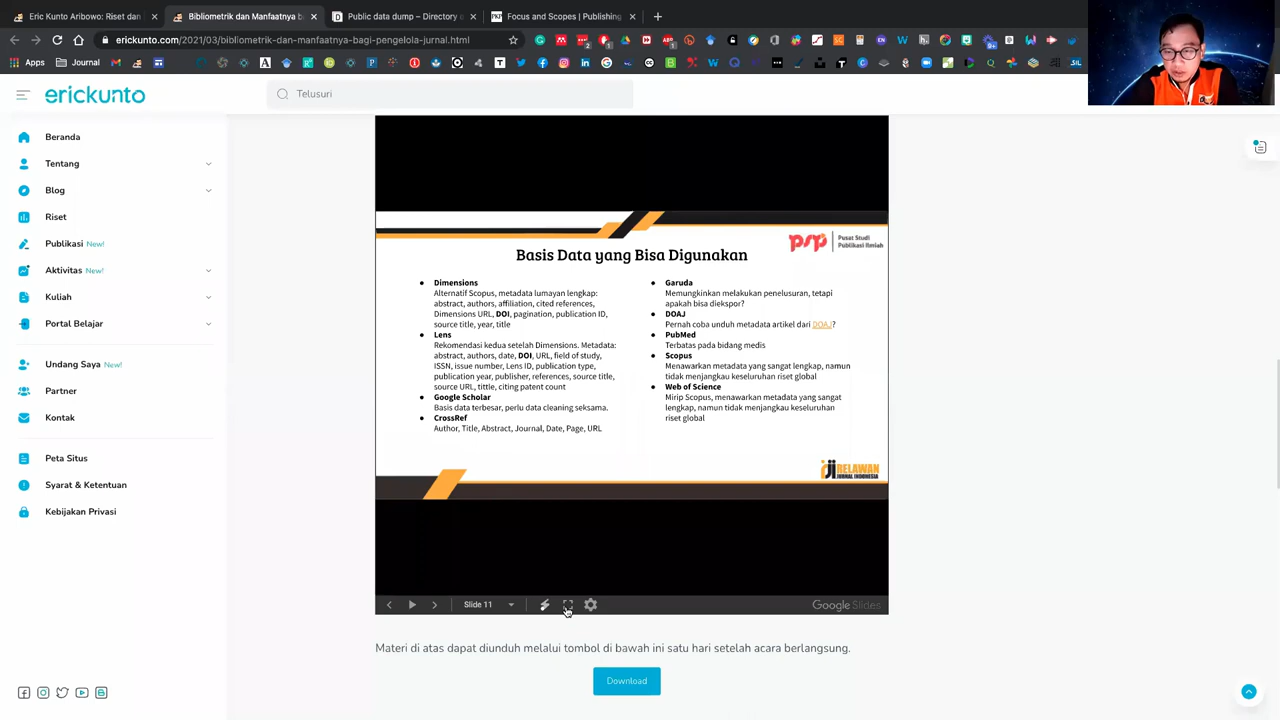 Eric Kunto Aribowo: Riset dan
Bibliometrik dan Manfaatnya b
Public data dump – Directory
Focus and Scopes | Publishing
erickunto.com/2021/03/bibliometrik-dan-manfaatnya-bagi-pengelola-jurnal.html
Apps
Journal
erickunto
Telusuri
Beranda
Tentang
Blog
Riset
Publikasi New!
Aktivitas New!
Kuliah
Portal Belajar
Undang Saya New!
Partner
Kontak
Peta Situs
Syarat & Ketentuan
Kebijakan Privasi
psp Pusat Studi
Publikasi Ilmiah
Basis Data yang Bisa Digunakan
● Dimensions
Alternatif Scopus, metadata lumayan lengkap:
abstract, authors, affiliation, cited references,
Dimensions URL, DOI, pagination, publication ID,
source title, year, title
● Lens
Rekomendasi kedua setelah Dimensions. Metadata:
abstract, authors, date, DOI, URL, field of study,
ISSN, issue number, Lens ID, publication type,
publication year, publisher, references, source title,
source URL, tittle, citing patent count
● Google Scholar
Basis data terbesar, perlu data cleaning seksama.
● CrossRef
Author, Title, Abstract, Journal, Date, Page, URL
● Garuda
Memungkinkan melakukan penelusuran, tetapi
apakah bisa diekspor?
● DOAJ
Pernah coba unduh metadata artikel dari DOAJ?
● PubMed
Terbatas pada bidang medis
● Scopus
Menawarkan metadata yang sangat lengkap, namun
tidak menjangkau keseluruhan riset global
● Web of Science
Mirip Scopus, menawarkan metadata yang sangat
lengkap, namun tidak menjangkau keseluruhan
riset global
RELAWAN
JURNAL INDONESIA
Slide 11
Google Slides
Materi di atas dapat diunduh melalui tombol di bawah ini satu hari setelah acara berlangsung.
Download